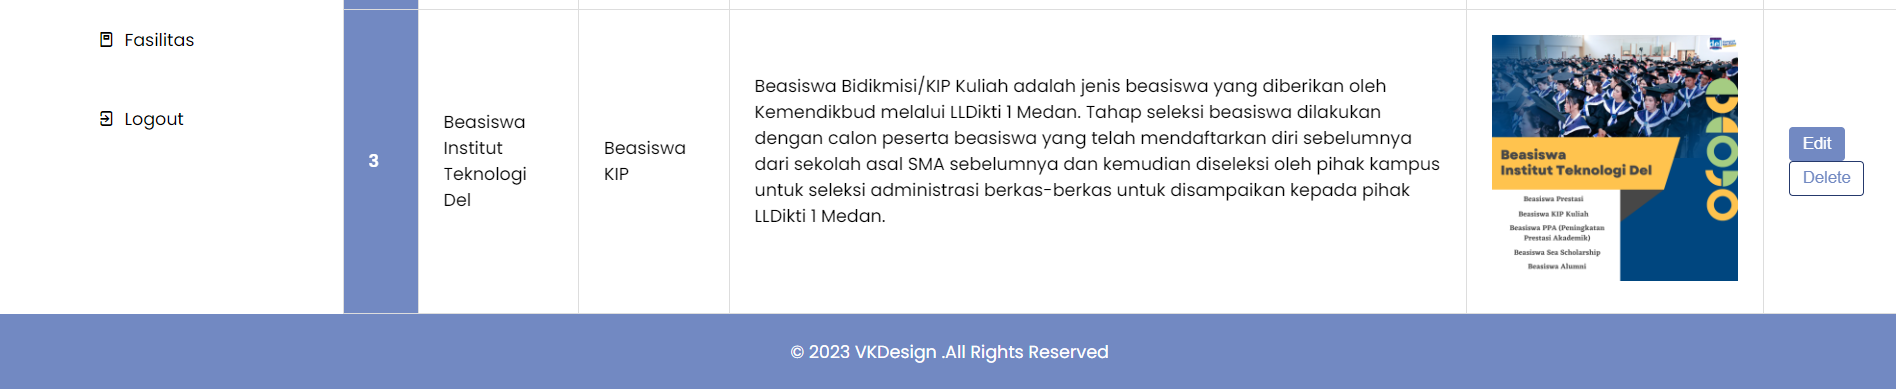 Fasilitas
Logout
3
Beasiswa
Institut
Teknologi
Del
Beasiswa
KIP
Beasiswa Bidikmisi/KIP Kuliah adalah jenis beasiswa yang diberikan oleh
Kemendikbud melalui LLDikti 1 Medan. Tahap seleksi beasiswa dilakukan
dengan calon peserta beasiswa yang telah mendaftarkan diri sebelumnya
dari sekolah asal SMA sebelumnya dan kemudian diseleksi oleh pihak kampus
untuk seleksi administrasi berkas-berkas untuk disampaikan kepada pihak
LLDikti 1 Medan.
del
Beasiswa
Institut Teknologi Del
Beasiswa Prestasi
Beasiswa KIP Kuliah
Beasiswa PPA (Peningkatan
Prestasi Akademik)
Beasiswa Sea Scholarship
Beasiswa Alumni
Edit
Delete
© 2023 VKDesign .All Rights Reserved